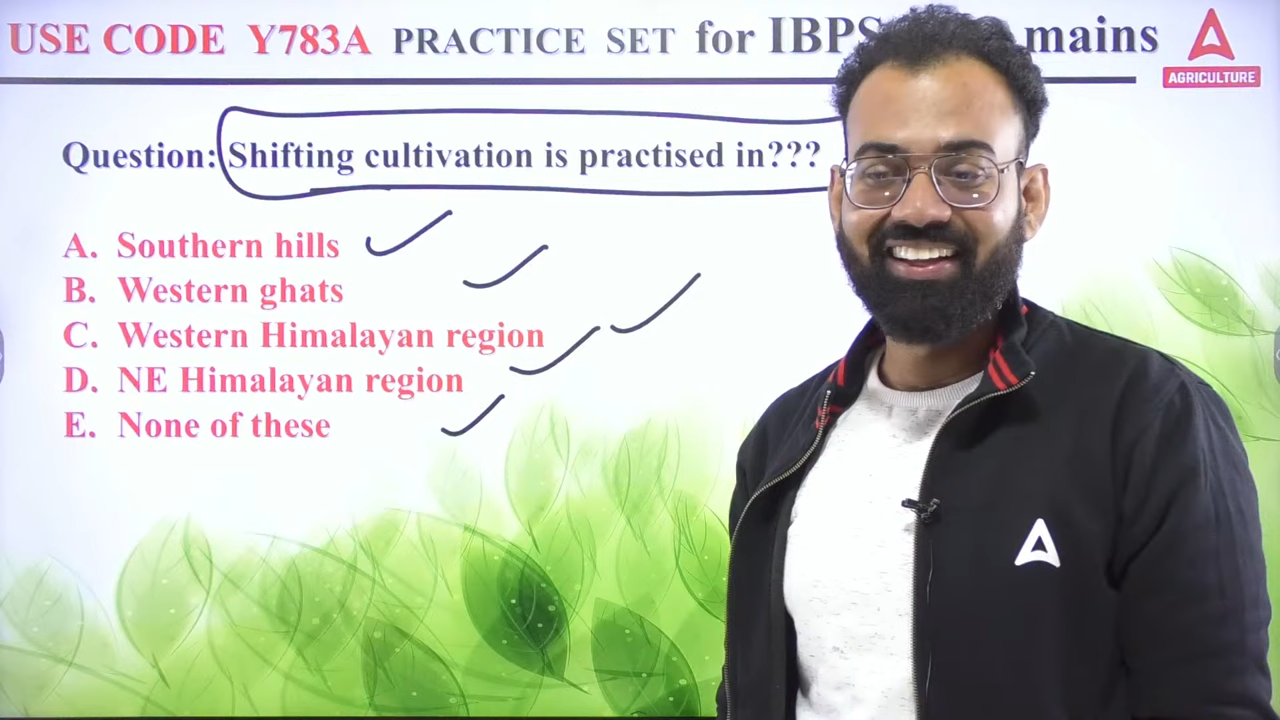 USE CODE Y783A PRACTICE SET for IBPS mains
AGRICULTURE
Question: Shifting cultivation is practised in???
A. Southern hills
B. Western ghats
C. Western Himalayan region
D. NE Himalayan region
E. None of these